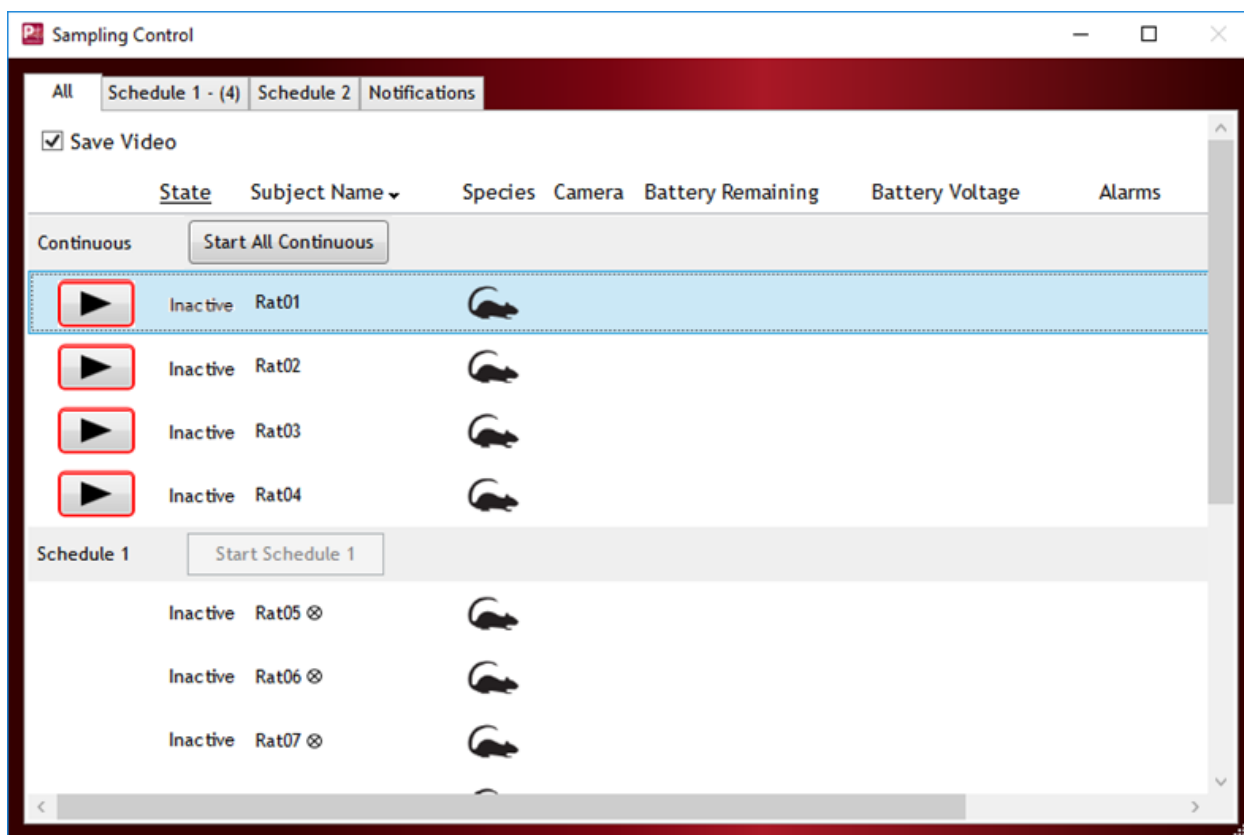 Sampling Control
All Schedule 1 - (4) Schedule 2 Notifications
Save Video
State Subject Name Species Camera Battery Remaining Battery Voltage Alarms
Continuous Start All Continuous
Inactive Rat01
Inactive Rat02
Inactive Rat03
Inactive Rat04
Schedule 1 Start Schedule 1
Inactive Rat05 ⊗
Inactive Rat06 ⊗
Inactive Rat07 ⊗